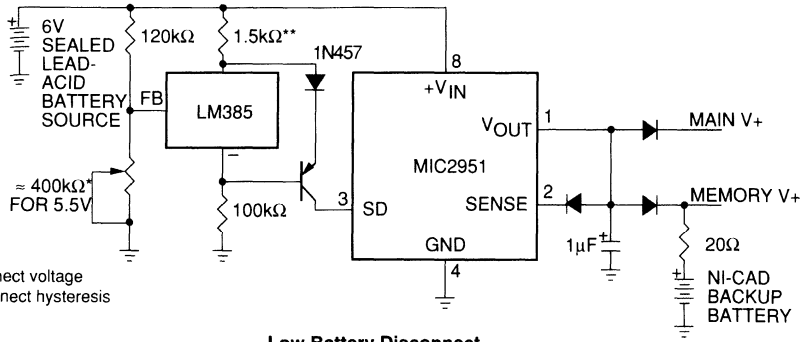 6V
SEALED
LEAD-
ACID
BATTERY
SOURCE
120kΩ
1.5kΩ**
1N457
FB
LM385
+
–
≈ 400kΩ*
FOR 5.5V
100kΩ
3
SD
8
+VIN
VOUT
1
MIC2951
SENSE
2
GND
4
MAIN V+
MEMORY V+
1µF
+
20Ω
+
NI-CAD
BACKUP
BATTERY
voltage
hysteresis
Low Battery Disconnect